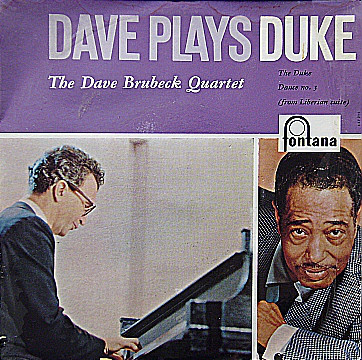 DAVE PLAYS DUKE
The Dave Brubeck Quartet
The Duke
Dance no. 3
(from Liberian suite)
fontana